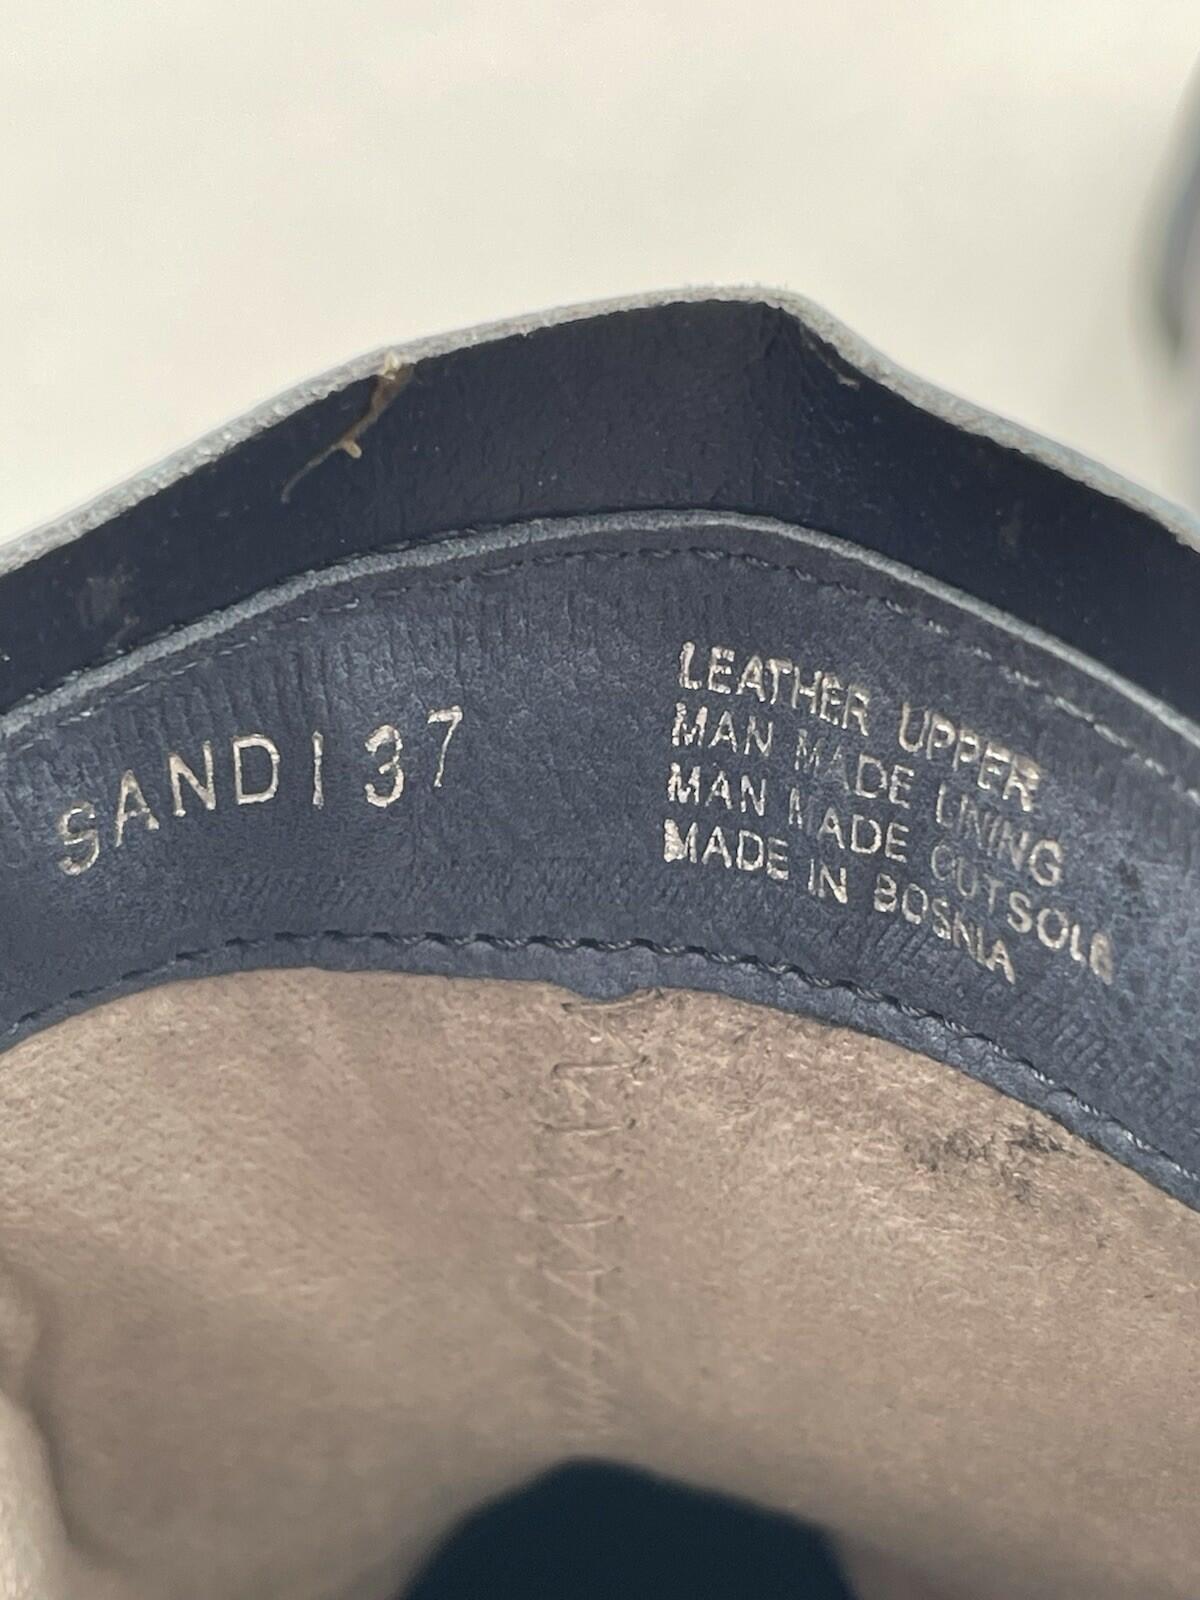 SANDI 37
LEATHER UPPER
MAN MADE LINING
MAN MADE OUTSOLE
MADE IN BOSNIA